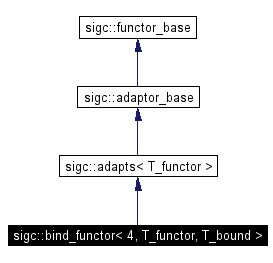 sigc::functor_base
sigc::adaptor_base
sigc::adapts< T_functor >
sigc::bind_functor< 4, T_functor, T_bound >